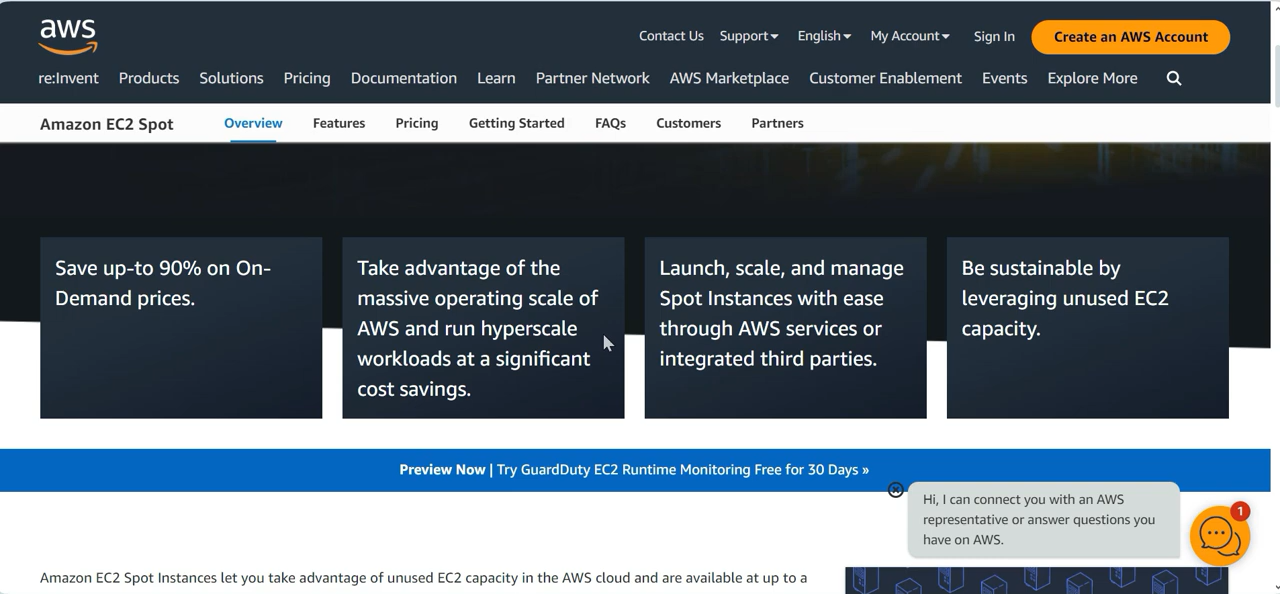 aws
Contact Us Support English My Account Sign In Create an AWS Account
re:Invent Products Solutions Pricing Documentation Learn Partner Network AWS Marketplace Customer Enablement Events Explore More
Amazon EC2 Spot Overview Features Pricing Getting Started FAQs Customers Partners
Save up-to 90% on On-
Demand prices.
Take advantage of the
massive operating scale of
AWS and run hyperscale
workloads at a significant
cost savings.
Launch, scale, and manage
Spot Instances with ease
through AWS services or
integrated third parties.
Be sustainable by
leveraging unused EC2
capacity.
Preview Now | Try GuardDuty EC2 Runtime Monitoring Free for 30 Days »
Hi, I can connect you with an AWS
representative or answer questions you
have on AWS.
1
Amazon EC2 Spot Instances let you take advantage of unused EC2 capacity in the AWS cloud and are available at up to a